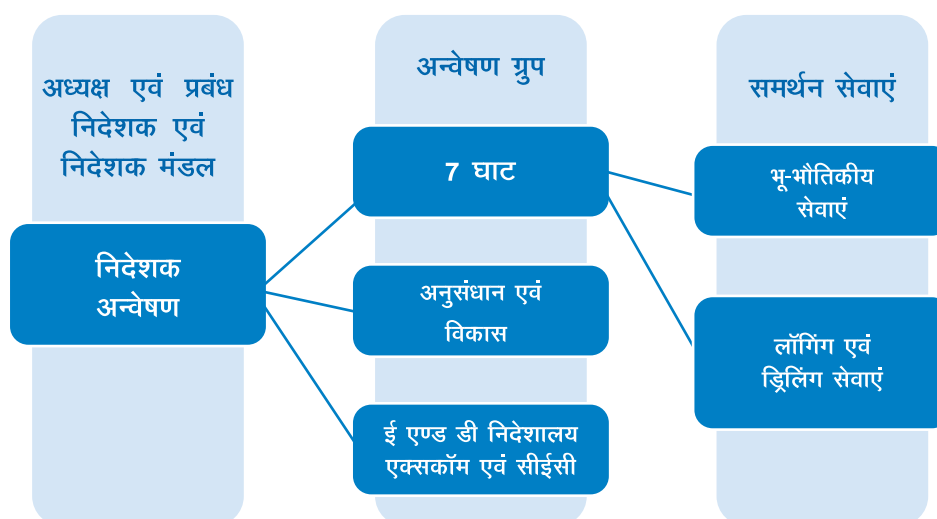 अध्यक्ष एवं प्रबंध
निदेशक एवं
निदेशक मंडल
निदेशक
अन्वेषण
अन्वेषण ग्रुप
7 घाट
अनुसंधान एवं
विकास
ई एण्ड डी निदेशालय
एक्सकॉम एवं सीईसी
समर्थन सेवाएं
भू-भौतिकीय
सेवाएं
लॉगिंग एवं
ड्रिलिंग सेवाएं